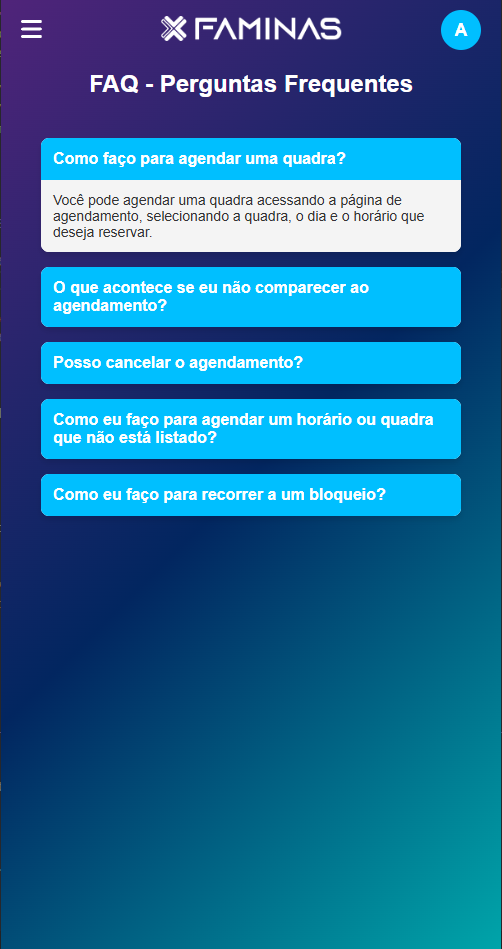 FAMINAS
A
FAQ - Perguntas Frequentes
Como faço para agendar uma quadra?
Você pode agendar uma quadra acessando a página de
agendamento, selecionando a quadra, o dia e o horário que
deseja reservar.
O que acontece se eu não comparecer ao
agendamento?
Posso cancelar o agendamento?
Como eu faço para agendar um horário ou quadra
que não está listado?
Como eu faço para recorrer a um bloqueio?